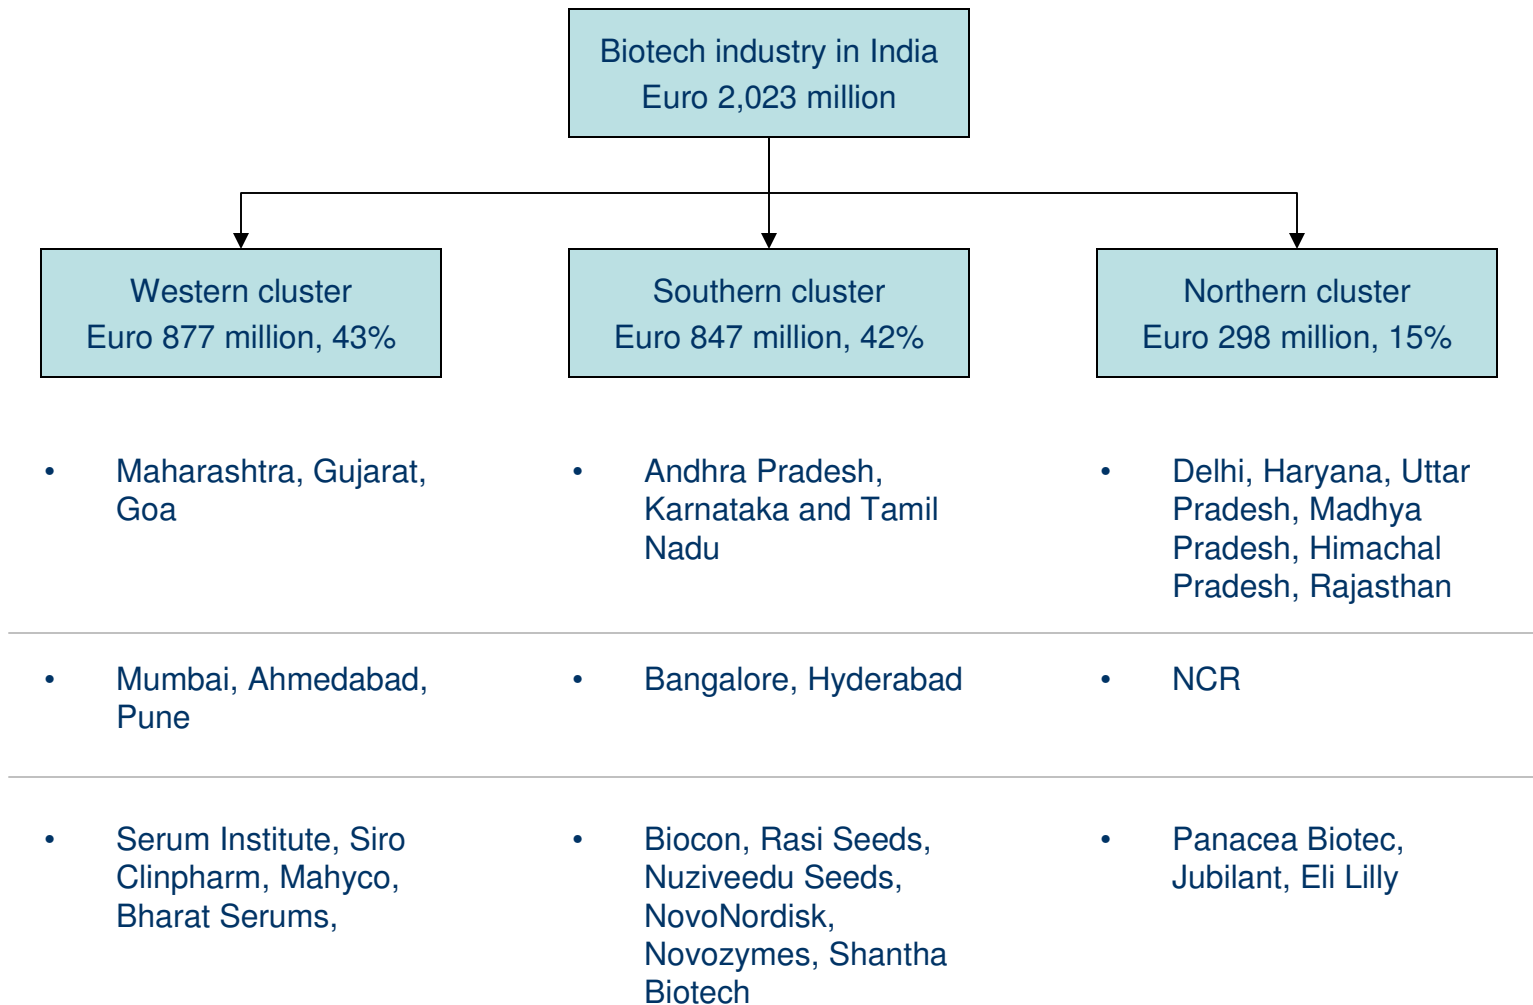 Biotech industry in India
Euro 2,023 million
Western cluster
Euro 877 million, 43%
Southern cluster
Euro 847 million, 42%
Northern cluster
Euro 298 million, 15%
• Maharashtra, Gujarat,
Goa
• Andhra Pradesh,
Karnataka and Tamil
Nadu
• Delhi, Haryana, Uttar
Pradesh, Madhya
Pradesh, Himachal
Pradesh, Rajasthan
• Mumbai, Ahmedabad,
Pune
• Bangalore, Hyderabad
• NCR
• Serum Institute, Siro
Clinpharm, Mahyco,
Bharat Serums,
• Biocon, Rasi Seeds,
Nuziveedu Seeds,
NovoNordisk,
Novozymes, Shantha
Biotech
• Panacea Biotec,
Jubilant, Eli Lilly